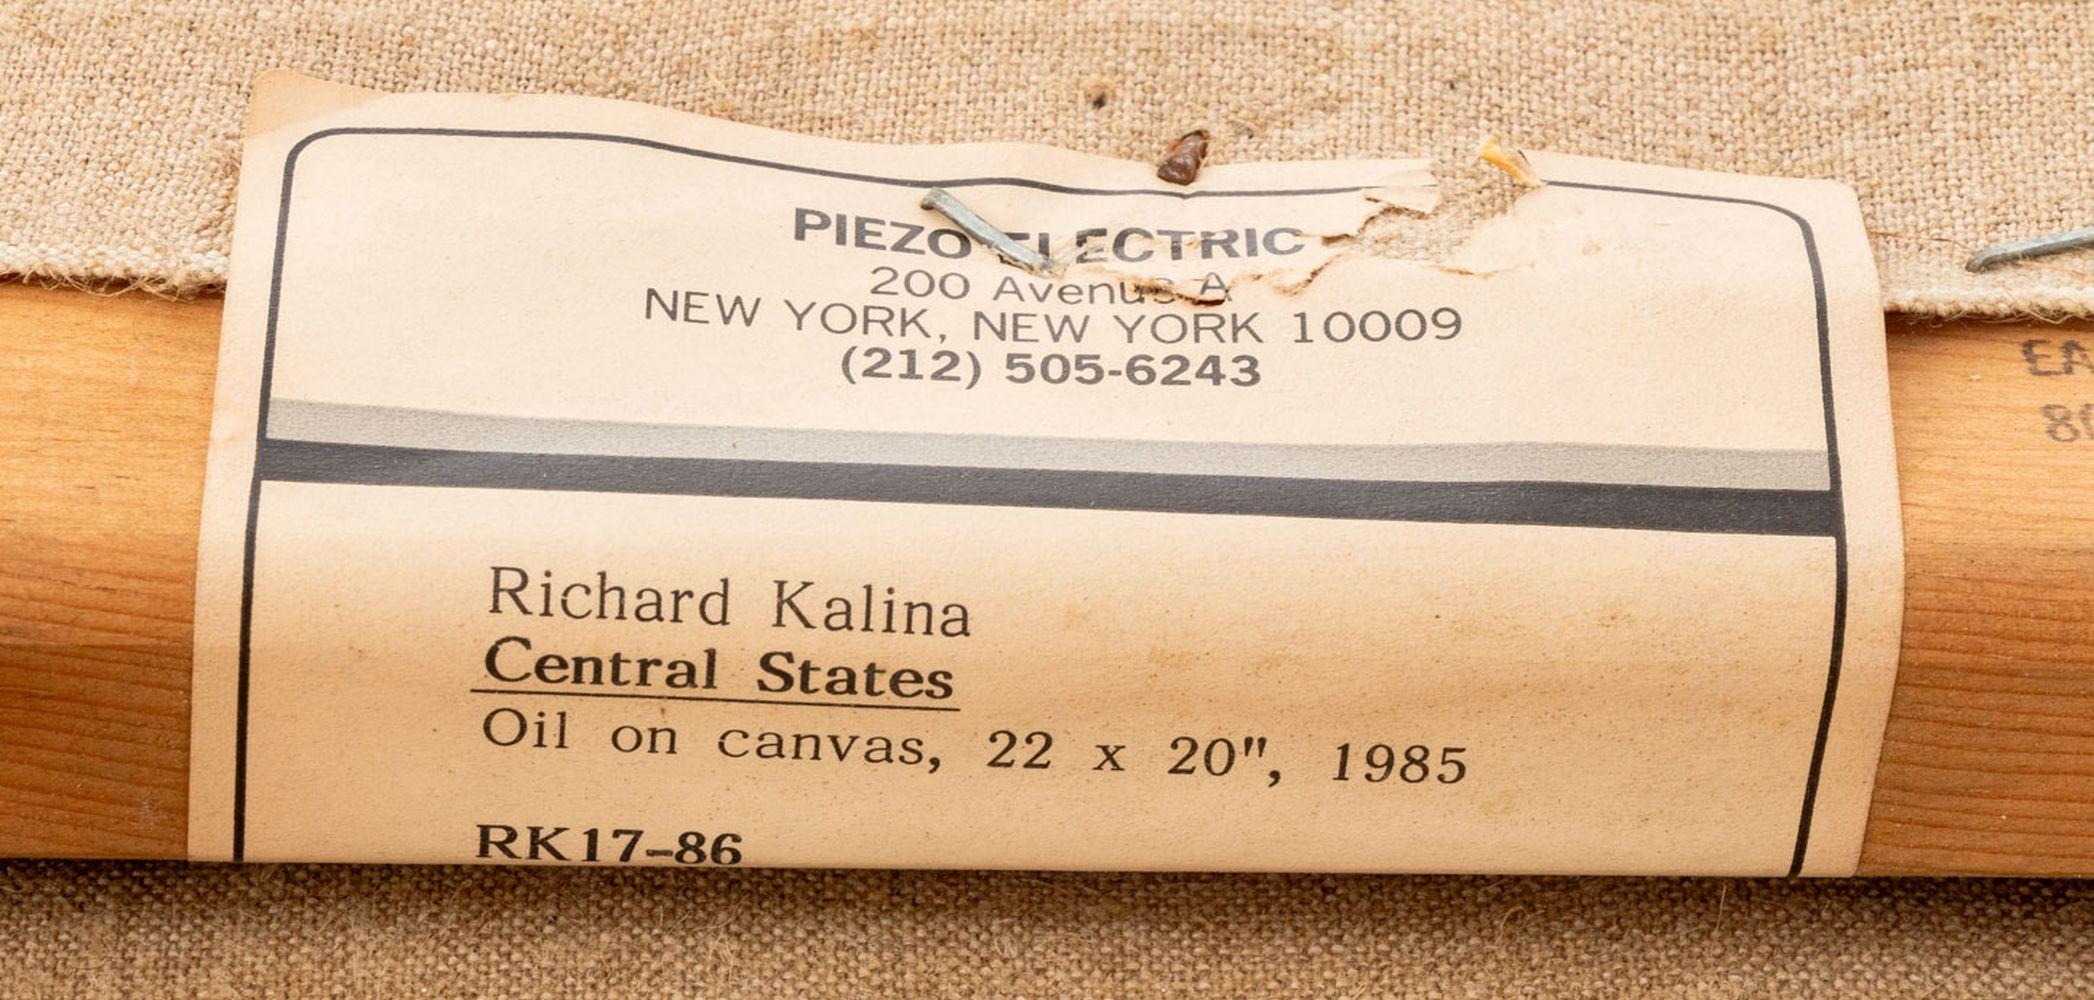 PIEZO ELECTRIC
200 Avenue A
NEW YORK, NEW YORK 10009
(212) 505-6243
Richard Kalina
Central States
Oil on canvas, 22 x 20", 1985
RK17-86